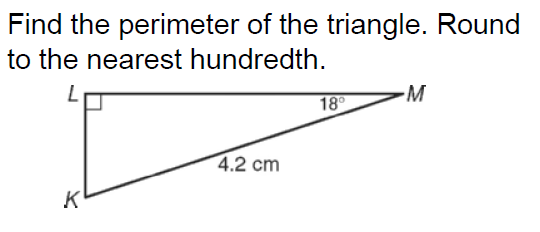 Find the perimeter of the triangle. Round
to the nearest hundredth.
L
M
18°
4.2 cm
K